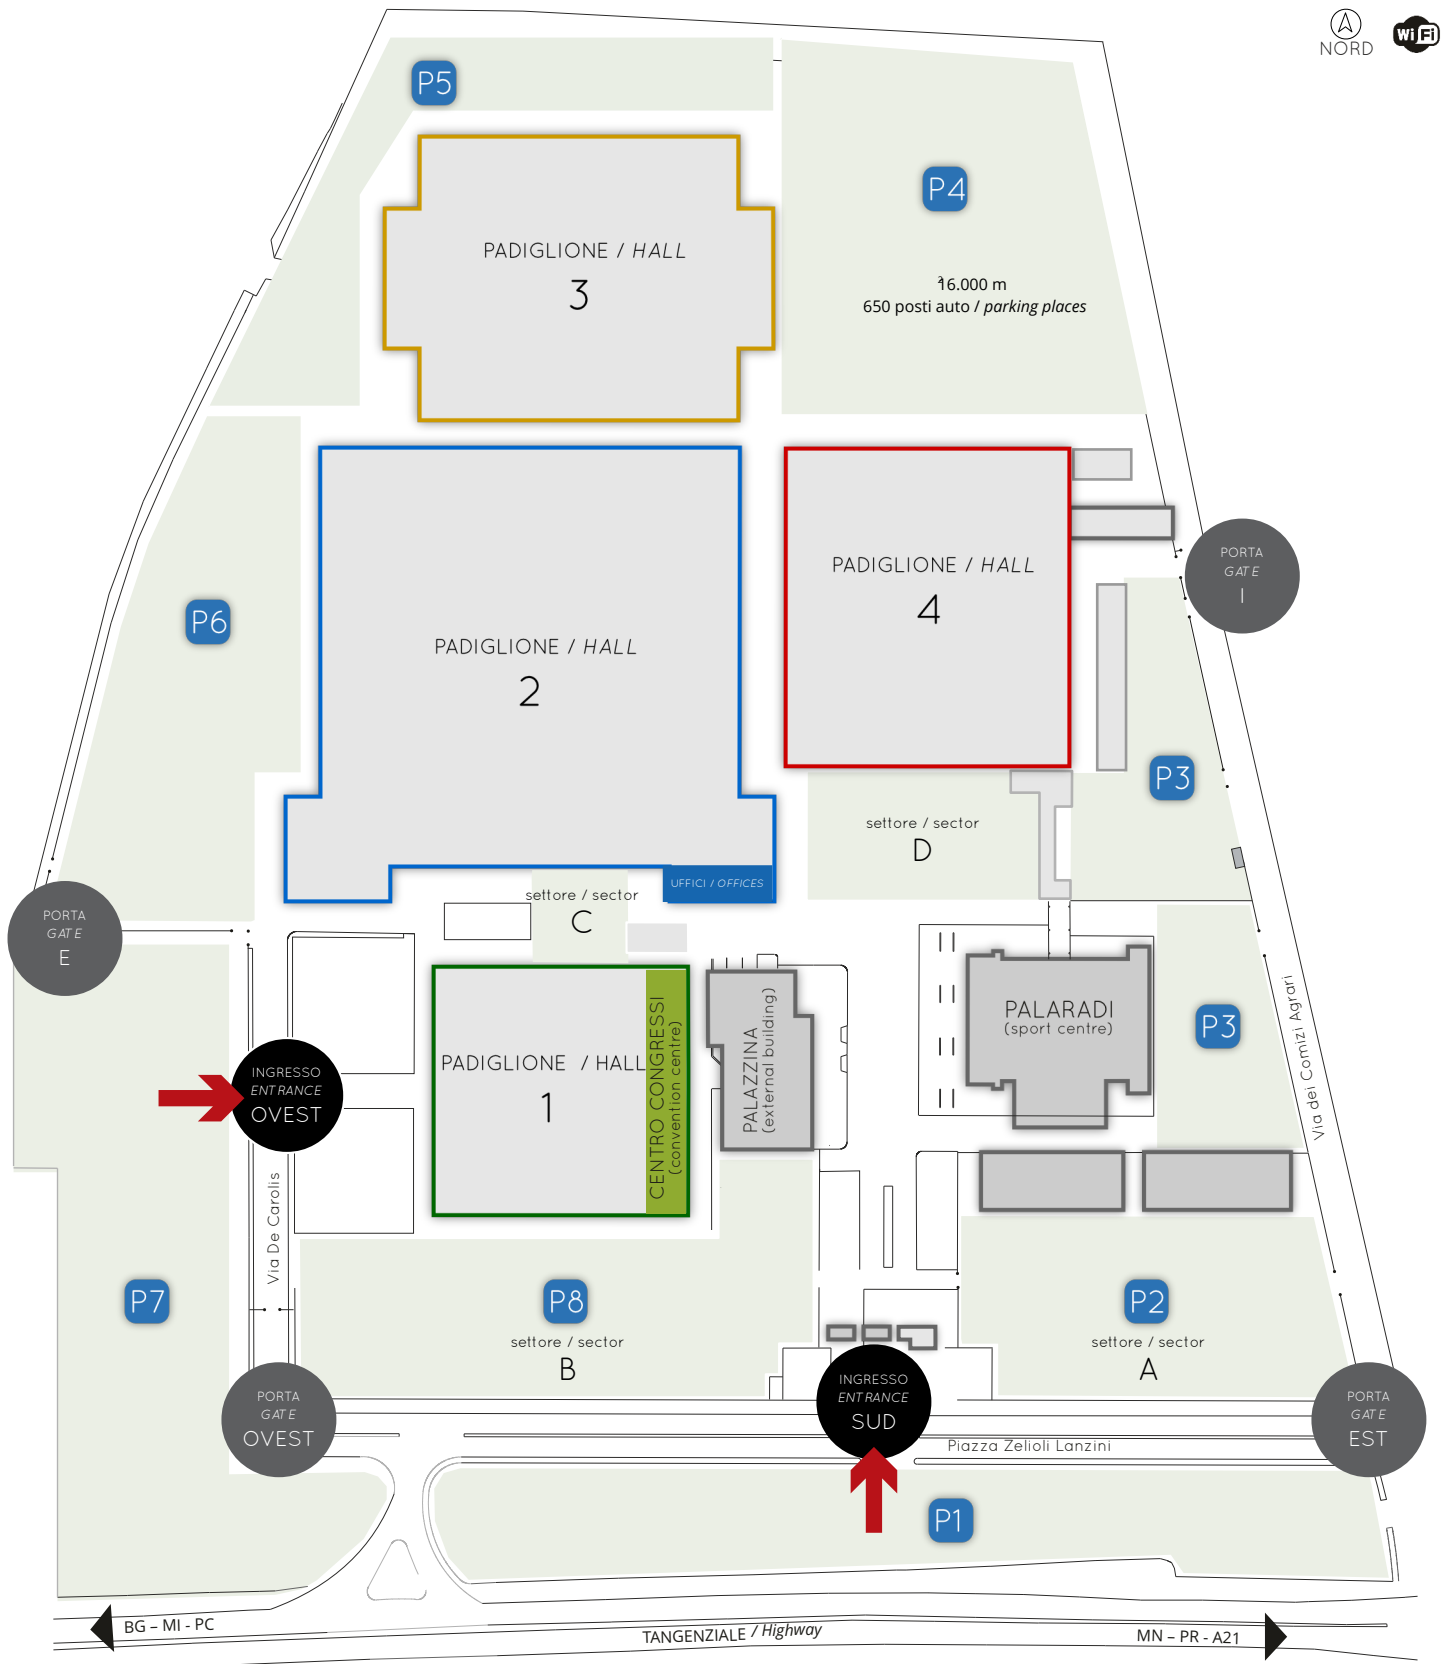 NORD
WiFi
P5
P4
PADIGLIONE / HALL
3
16.000 m²
650 posti auto / parking places
PADIGLIONE / HALL
4
PORTA
GATE
I
P6
PADIGLIONE / HALL
2
P3
settore / sector
D
UFFICI / OFFICES
settore / sector
C
PORTA
GATE
E
PALARADI
(sport centre)
P3
Via dei Comizi Agrari
PADIGLIONE / HALL
1
CENTRO CONGRESSI
(convention centre)
PALAZZINA
(external building)
INGRESSO
ENTRANCE
OVEST
Via De Carolis
P7
P8
settore / sector
B
P2
settore / sector
A
PORTA
GATE
OVEST
INGRESSO
ENTRANCE
SUD
PORTA
GATE
EST
Piazza Zelioli Lanzini
P1
BG – MI - PC
TANGENZIALE / Highway
MN – PR - A21